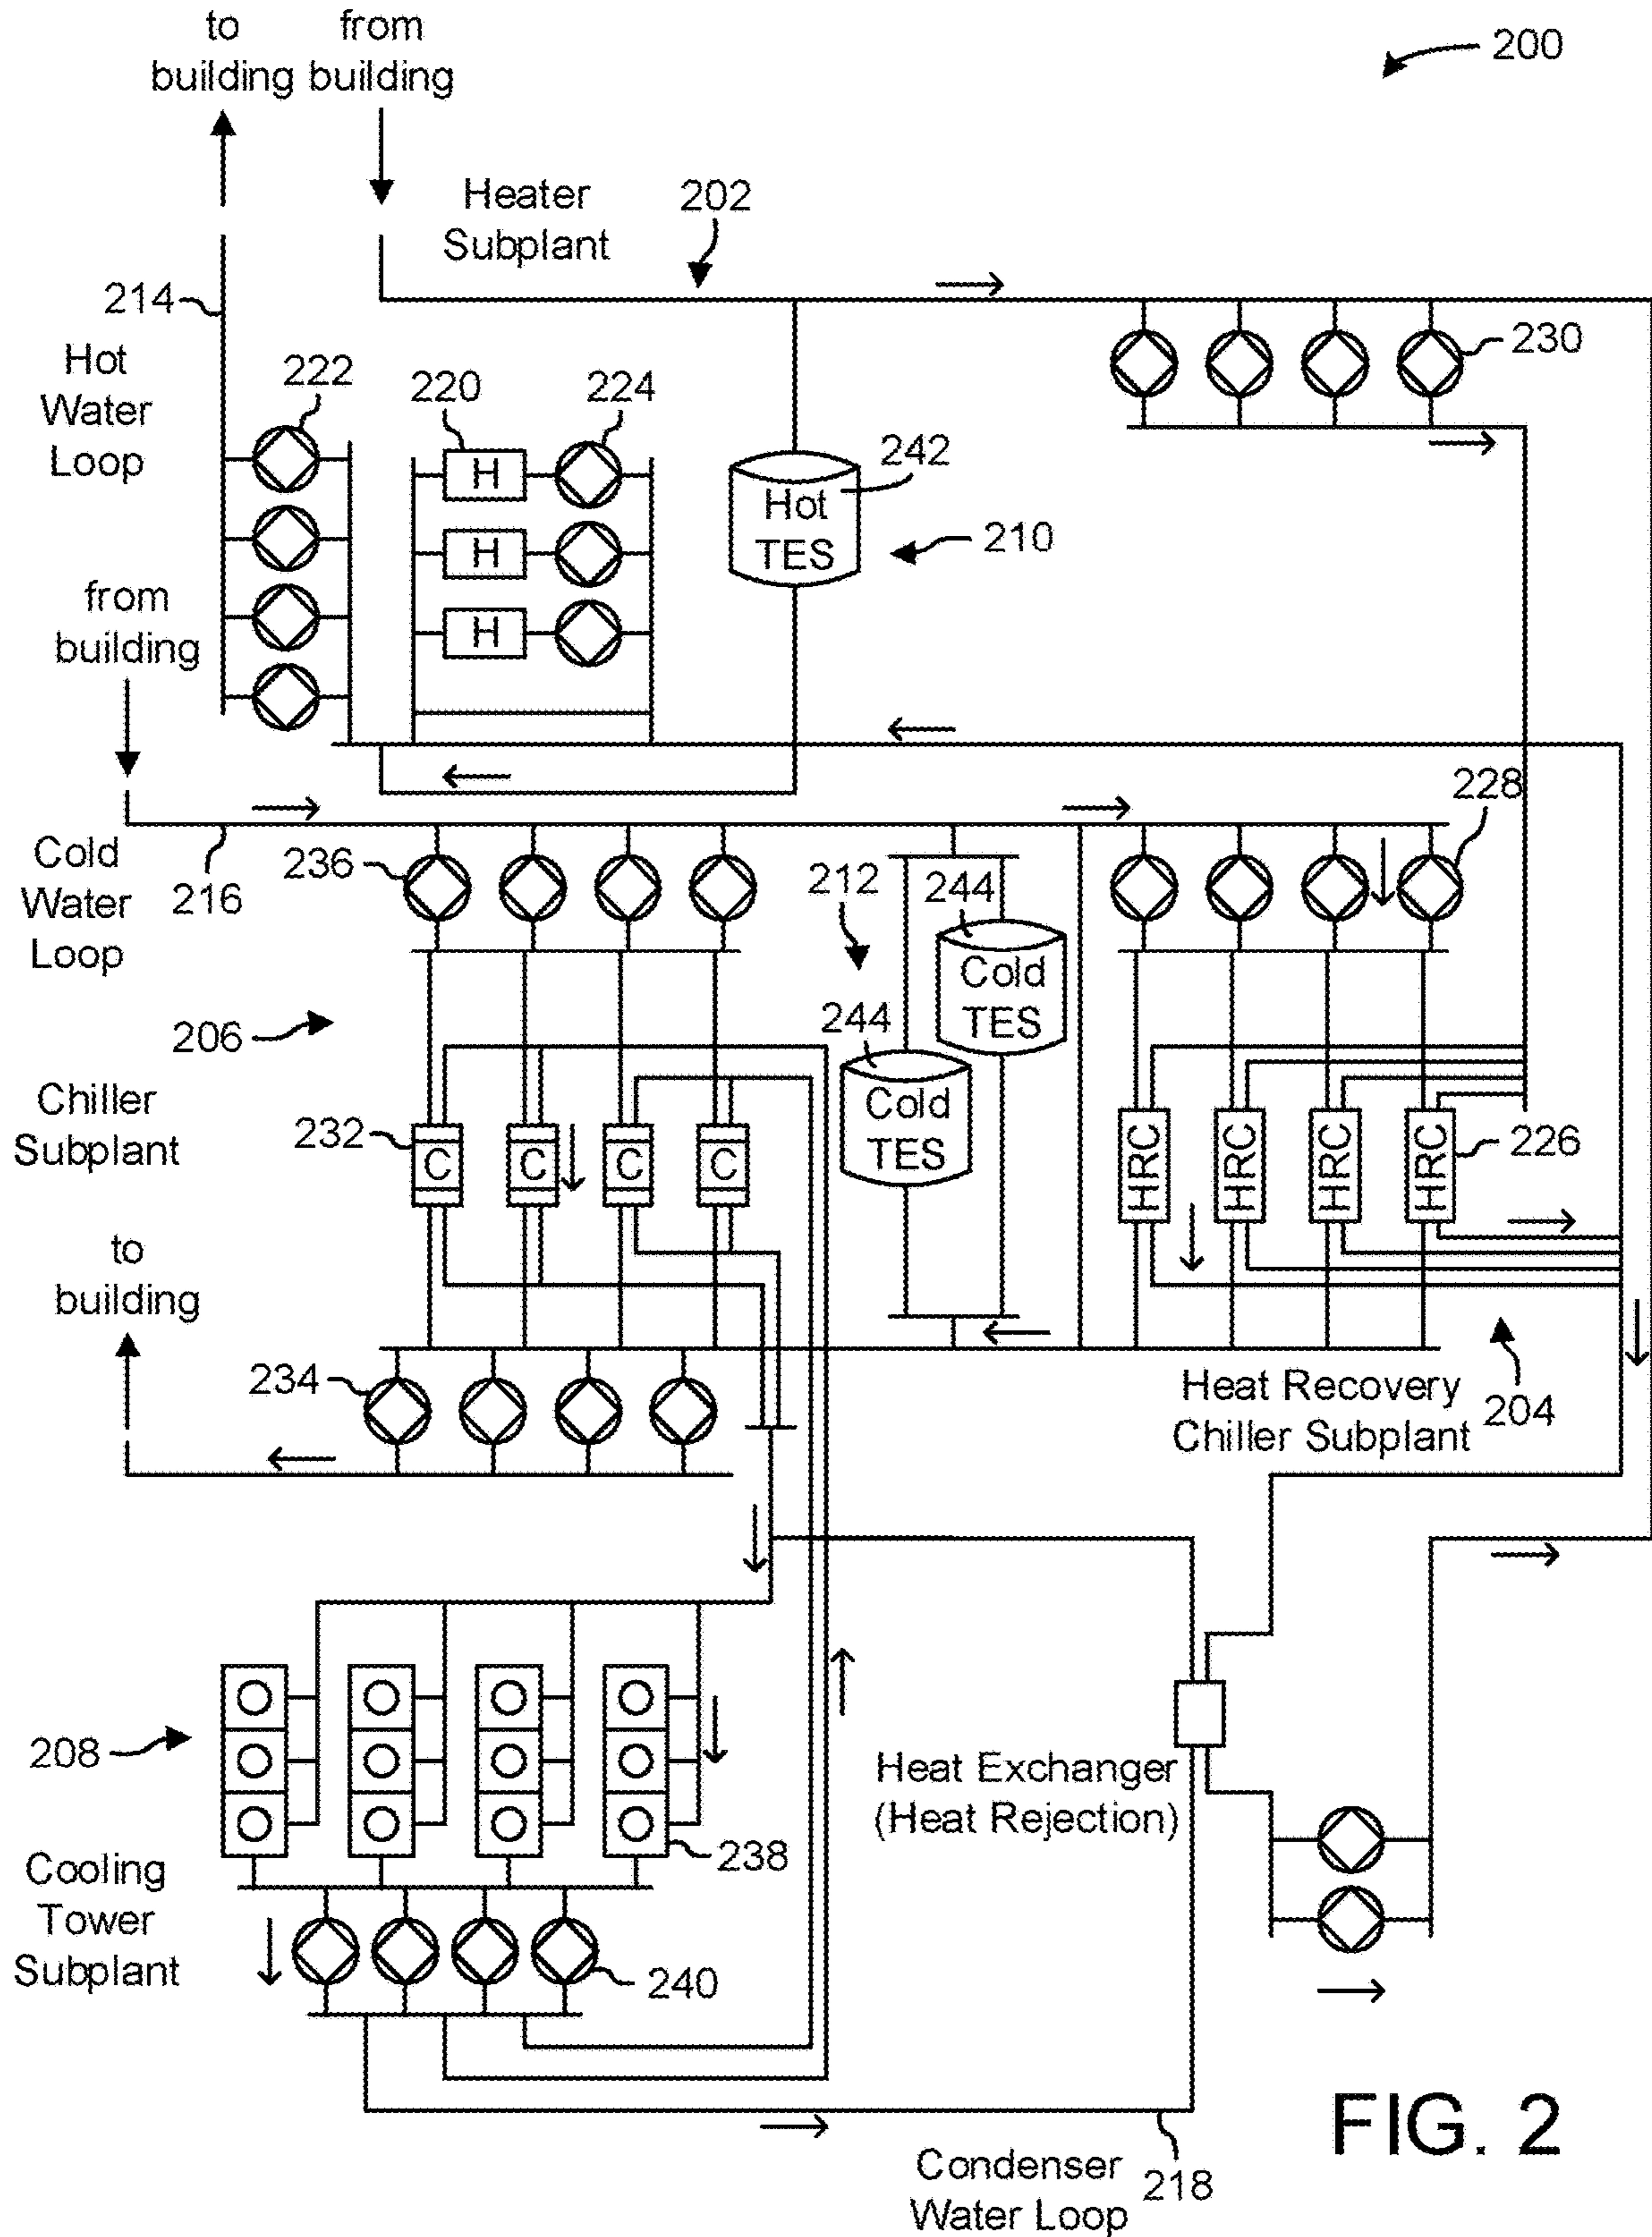 to
building
from
building
200
Heater
Subplant
202
214
Hot
Water
Loop
222
220
224
230
H
H
H
Hot
TES
242
210
from
building
228
Cold
Water
Loop
216
236
212
244
Cold
TES
244
Cold
TES
206
Chiller
Subplant
232
C
C
C
C
HRC
HRC
HRC
HRC
226
to
building
234
Heat Recovery
Chiller Subplant
204
208
Heat Exchanger
(Heat Rejection)
238
Cooling
Tower
Subplant
240
Condenser
Water Loop
218
FIG. 2